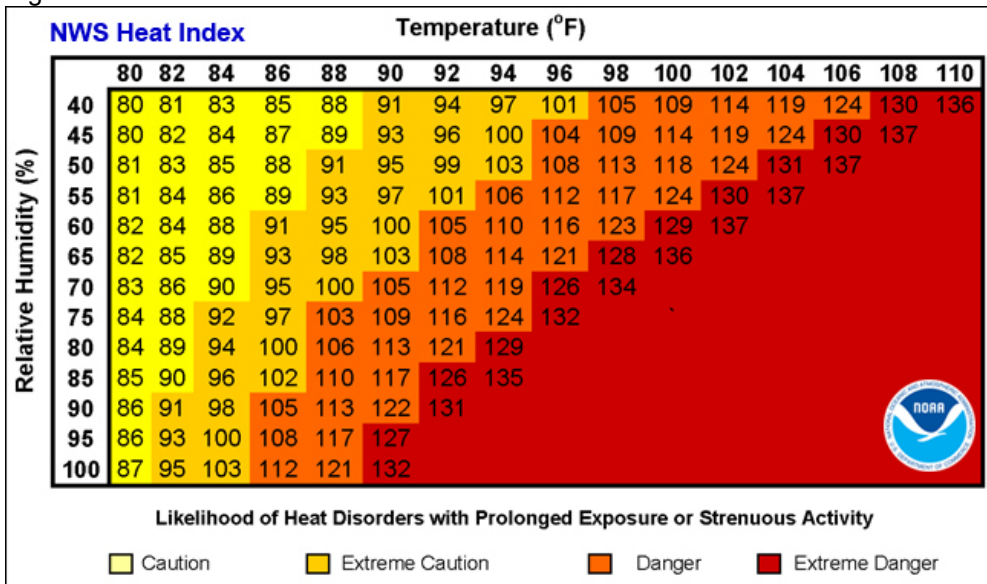 NWS Heat Index
Temperature (°F)
80 82 84 86 88 90 92 94 96 98 100 102 104 106 108 110
Relative Humidity (%)
40 80 81 83 85 88 91 94 97 101 105 109 114 119 124 130 136
45 80 82 84 87 89 93 96 100 104 109 114 119 124 130 137
50 81 83 85 88 91 95 99 103 108 113 118 124 131 137
55 81 84 86 89 93 97 101 106 112 117 124 130 137
60 82 84 88 91 95 100 105 110 116 123 129 137
65 82 85 89 93 98 103 108 114 121 128 136
70 83 86 90 95 100 105 112 119 126 134
75 84 88 92 97 103 109 116 124 132
80 84 89 94 100 106 113 121 129
85 85 90 96 102 110 117 126 135
90 86 91 98 105 113 122 131
95 86 93 100 108 117 127
100 87 95 103 112 121 132
NOAA
Likelihood of Heat Disorders with Prolonged Exposure or Strenuous Activity
Caution
Extreme Caution
Danger
Extreme Danger